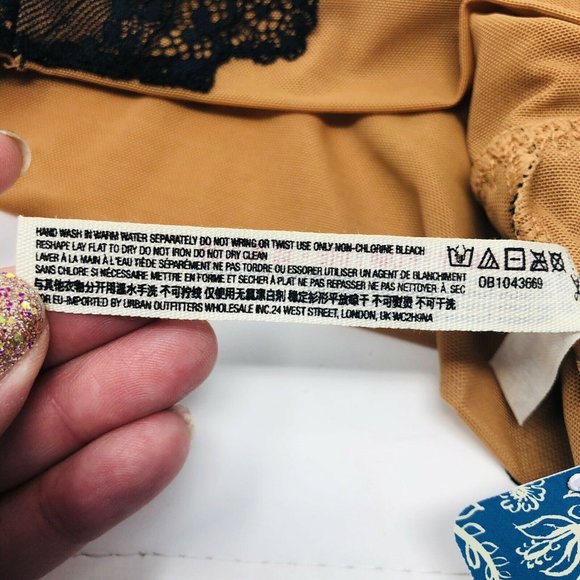 HAND WASH IN WARM WATER SEPARATELY DO NOT WRING OR TWIST USE ONLY NON-CHLORINE BLEACH
RESHAPE LAY FLAT TO DRY DO NOT IRON DO NOT DRY CLEAN
LAVER À LA MAIN À L'EAU TIÈDE SÉPARÉMENT NE PAS TORDRE OU ESSORER UTILISER UN AGENT DE BLANCHIMENT
SANS CHLORE SI NÉCESSAIRE METTRE EN FORME ET SÉCHER À PLAT NE PAS REPASSER NE PAS NETTOYER À SEC
与其他衣物分开用温水手洗 不可拧绞 仅使用无氯漂白剂 稳定衫形平放晾干 不可熨烫 不可干洗
FOR EU-IMPORTED BY URBAN OUTFITTERS WHOLESALE INC.24 WEST STREET, LONDON, UK WC2H9NA
OB1043669